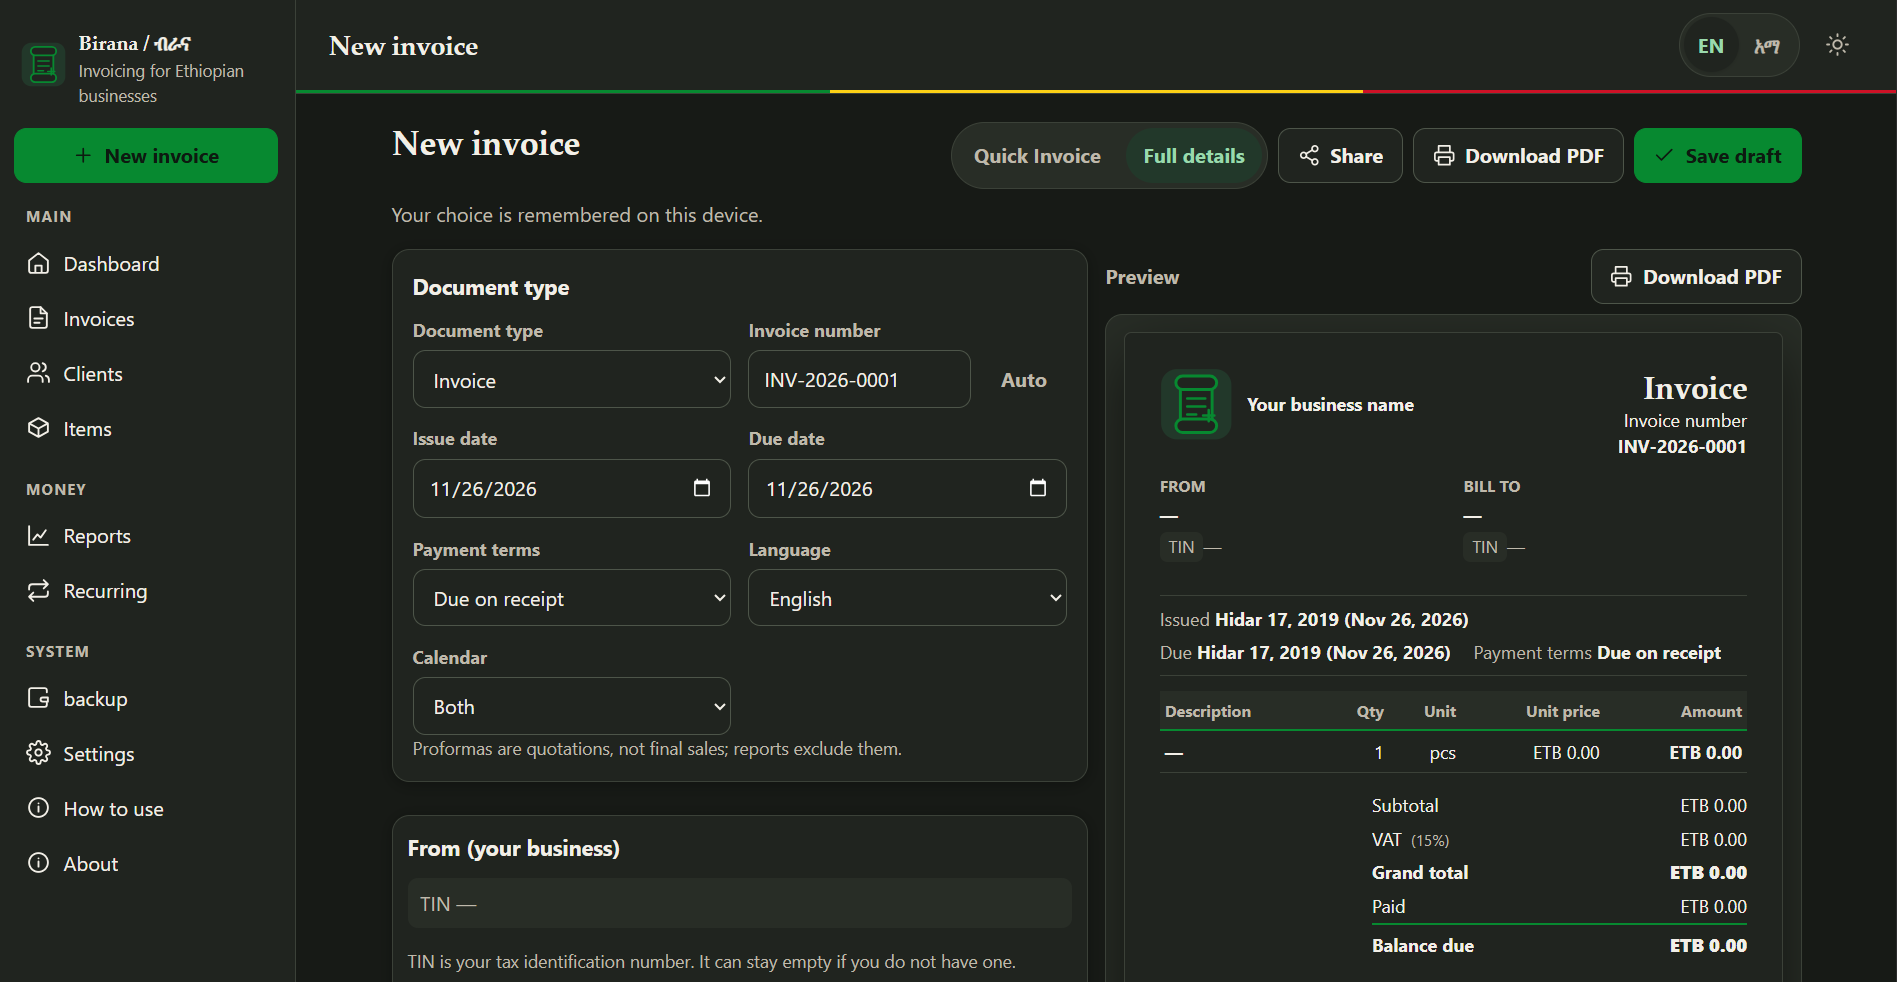 Birana / ብራና
Invoicing for Ethiopian
businesses
New invoice
MAIN
Dashboard
Invoices
Clients
Items
MONEY
Reports
Recurring
SYSTEM
backup
Settings
How to use
About
New invoice
EN አማ
New invoice
Quick Invoice Full details Share Download PDF Save draft
Your choice is remembered on this device.
Document type
Document type Invoice number
Invoice INV-2026-0001 Auto
Issue date Due date
11/26/2026 11/26/2026
Payment terms Language
Due on receipt English
Calendar
Both
Proformas are quotations, not final sales; reports exclude them.
From (your business)
TIN —
TIN is your tax identification number. It can stay empty if you do not have one.
Preview Download PDF
Your business name
Invoice
Invoice number
INV-2026-0001
FROM BILL TO
— —
TIN — TIN —
Issued Hidar 17, 2019 (Nov 26, 2026)
Due Hidar 17, 2019 (Nov 26, 2026) Payment terms Due on receipt
Description Qty Unit Unit price Amount
— 1 pcs ETB 0.00 ETB 0.00
Subtotal ETB 0.00
VAT (15%) ETB 0.00
Grand total ETB 0.00
Paid ETB 0.00
Balance due ETB 0.00